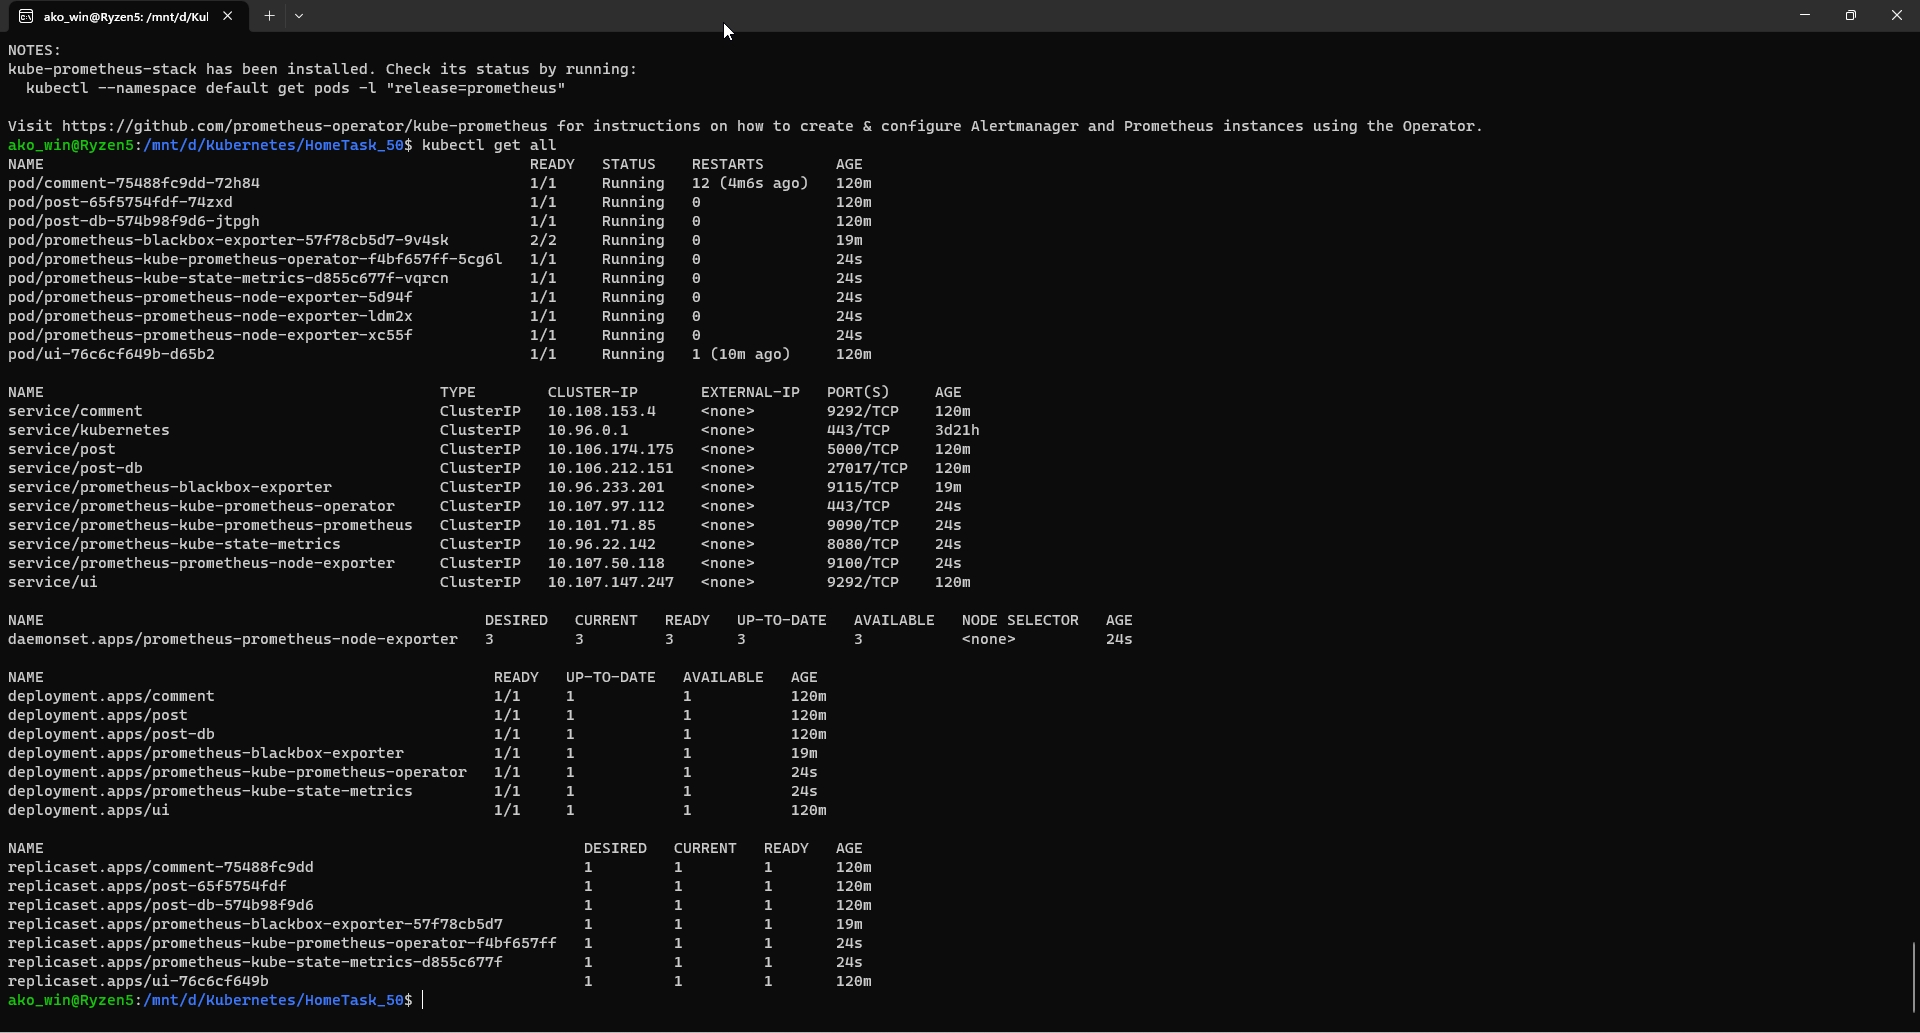 ako_win@Ryzen5: /mnt/d/Kul
NOTES:
kube-prometheus-stack has been installed. Check its status by running:
  kubectl --namespace default get pods -l "release=prometheus"
Visit https://github.com/prometheus-operator/kube-prometheus for instructions on how to create & configure Alertmanager and Prometheus instances using the Operator.
ako_win@Ryzen5:/mnt/d/Kubernetes/HomeTask_50$ kubectl get all
NAME READY STATUS RESTARTS AGE
pod/comment-75488fc9dd-72h84 1/1 Running 12 (4m6s ago) 120m
pod/post-65f5754fdf-74zxd 1/1 Running 0 120m
pod/post-db-574b98f9d6-jtpgh 1/1 Running 0 120m
pod/prometheus-blackbox-exporter-57f78cb5d7-9v4sk 2/2 Running 0 19m
pod/prometheus-kube-prometheus-operator-f4bf657ff-5cg6l 1/1 Running 0 24s
pod/prometheus-kube-state-metrics-d855c677f-vqrcn 1/1 Running 0 24s
pod/prometheus-prometheus-node-exporter-5d94f 1/1 Running 0 24s
pod/prometheus-prometheus-node-exporter-ldm2x 1/1 Running 0 24s
pod/prometheus-prometheus-node-exporter-xc55f 1/1 Running 0 24s
pod/ui-76c6cf649b-d65b2 1/1 Running 1 (10m ago) 120m
NAME TYPE CLUSTER-IP EXTERNAL-IP PORT(S) AGE
service/comment ClusterIP 10.108.153.4 <none> 9292/TCP 120m
service/kubernetes ClusterIP 10.96.0.1 <none> 443/TCP 3d21h
service/post ClusterIP 10.106.174.175 <none> 5000/TCP 120m
service/post-db ClusterIP 10.106.212.151 <none> 27017/TCP 120m
service/prometheus-blackbox-exporter ClusterIP 10.96.233.201 <none> 9115/TCP 19m
service/prometheus-kube-prometheus-operator ClusterIP 10.107.97.112 <none> 443/TCP 24s
service/prometheus-kube-prometheus-prometheus ClusterIP 10.101.71.85 <none> 9090/TCP 24s
service/prometheus-kube-state-metrics ClusterIP 10.96.22.142 <none> 8080/TCP 24s
service/prometheus-prometheus-node-exporter ClusterIP 10.107.50.118 <none> 9100/TCP 24s
service/ui ClusterIP 10.107.147.247 <none> 9292/TCP 120m
NAME DESIRED CURRENT READY UP-TO-DATE AVAILABLE NODE SELECTOR AGE
daemonset.apps/prometheus-prometheus-node-exporter 3 3 3 3 3 <none> 24s
NAME READY UP-TO-DATE AVAILABLE AGE
deployment.apps/comment 1/1 1 1 120m
deployment.apps/post 1/1 1 1 120m
deployment.apps/post-db 1/1 1 1 120m
deployment.apps/prometheus-blackbox-exporter 1/1 1 1 19m
deployment.apps/prometheus-kube-prometheus-operator 1/1 1 1 24s
deployment.apps/prometheus-kube-state-metrics 1/1 1 1 24s
deployment.apps/ui 1/1 1 1 120m
NAME DESIRED CURRENT READY AGE
replicaset.apps/comment-75488fc9dd 1 1 1 120m
replicaset.apps/post-65f5754fdf 1 1 1 120m
replicaset.apps/post-db-574b98f9d6 1 1 1 120m
replicaset.apps/prometheus-blackbox-exporter-57f78cb5d7 1 1 1 19m
replicaset.apps/prometheus-kube-prometheus-operator-f4bf657ff 1 1 1 24s
replicaset.apps/prometheus-kube-state-metrics-d855c677f 1 1 1 24s
replicaset.apps/ui-76c6cf649b 1 1 1 120m
ako_win@Ryzen5:/mnt/d/Kubernetes/HomeTask_50$